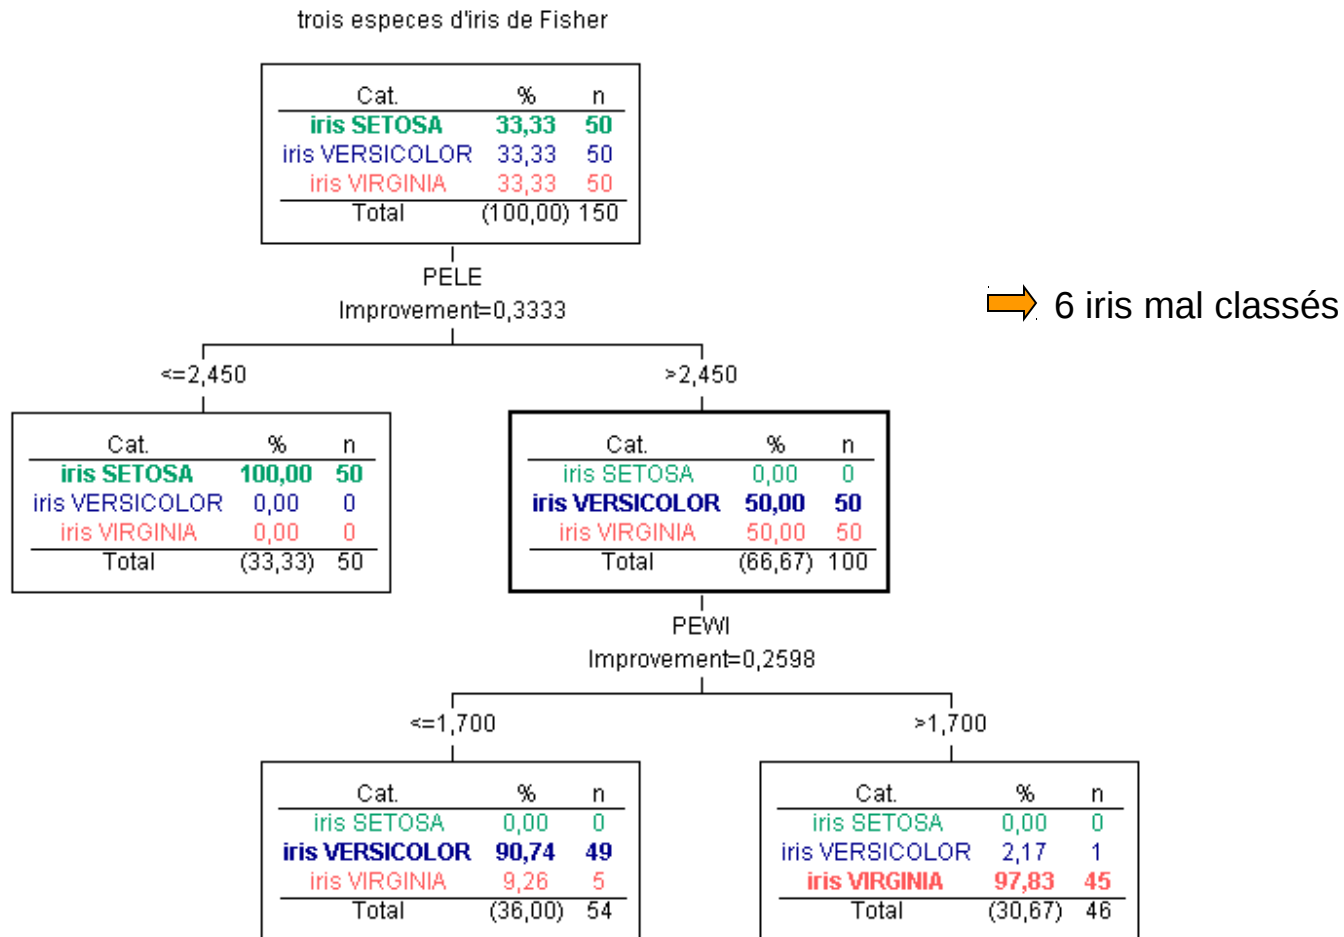 trois especes d'iris de Fisher
Cat. % n
iris SETOSA 33,33 50
iris VERSICOLOR 33,33 50
iris VIRGINIA 33,33 50
Total (100,00) 150
PELE
Improvement=0,3333
6 iris mal classés
<=2,450 >2,450
Cat. % n
iris SETOSA 100,00 50
iris VERSICOLOR 0,00 0
iris VIRGINIA 0,00 0
Total (33,33) 50
Cat. % n
iris SETOSA 0,00 0
iris VERSICOLOR 50,00 50
iris VIRGINIA 50,00 50
Total (66,67) 100
PEWI
Improvement=0,2598
<=1,700 >1,700
Cat. % n
iris SETOSA 0,00 0
iris VERSICOLOR 90,74 49
iris VIRGINIA 9,26 5
Total (36,00) 54
Cat. % n
iris SETOSA 0,00 0
iris VERSICOLOR 2,17 1
iris VIRGINIA 97,83 45
Total (30,67) 46